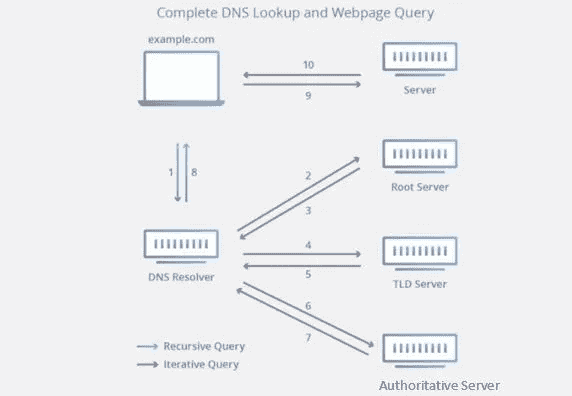 Complete DNS Lookup and Webpage Query
example.com
10
9
Server
1
8
2
3
Root Server
4
5
DNS Resolver
TLD Server
6
7
Recursive Query
Iterative Query
Authoritative Server